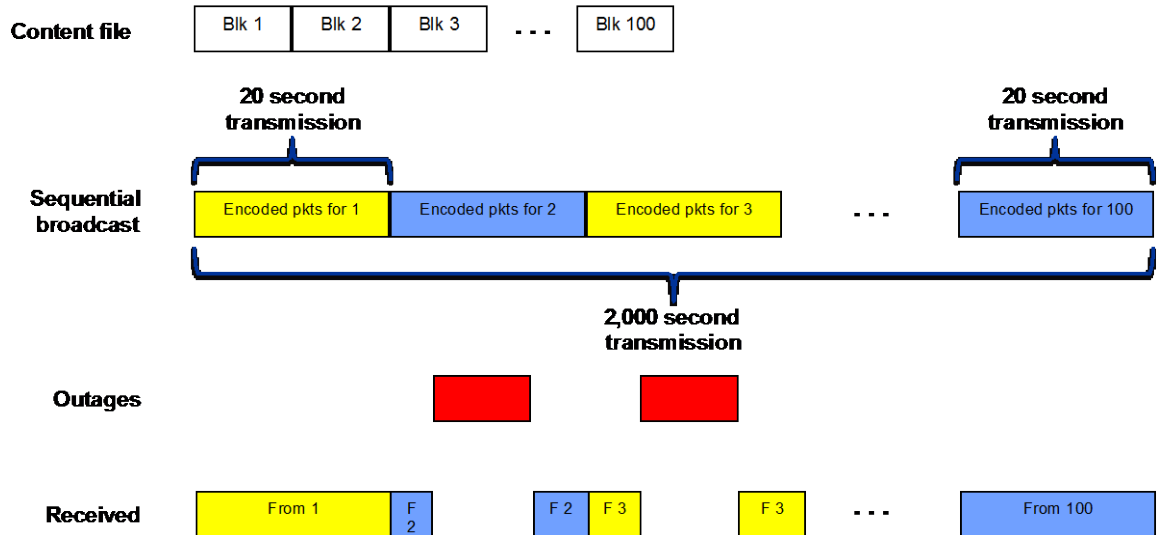 Content file
Blk 1
Blk 2
Blk 3
- - -
Blk 100
20 second
transmission
20 second
transmission
Sequential
broadcast
Encoded pkts for 1
Encoded pkts for 2
Encoded pkts for 3
- - -
Encoded pkts for 100
2,000 second
transmission
Outages
Received
From 1
F
2
F 2
F 3
F 3
- - -
From 100